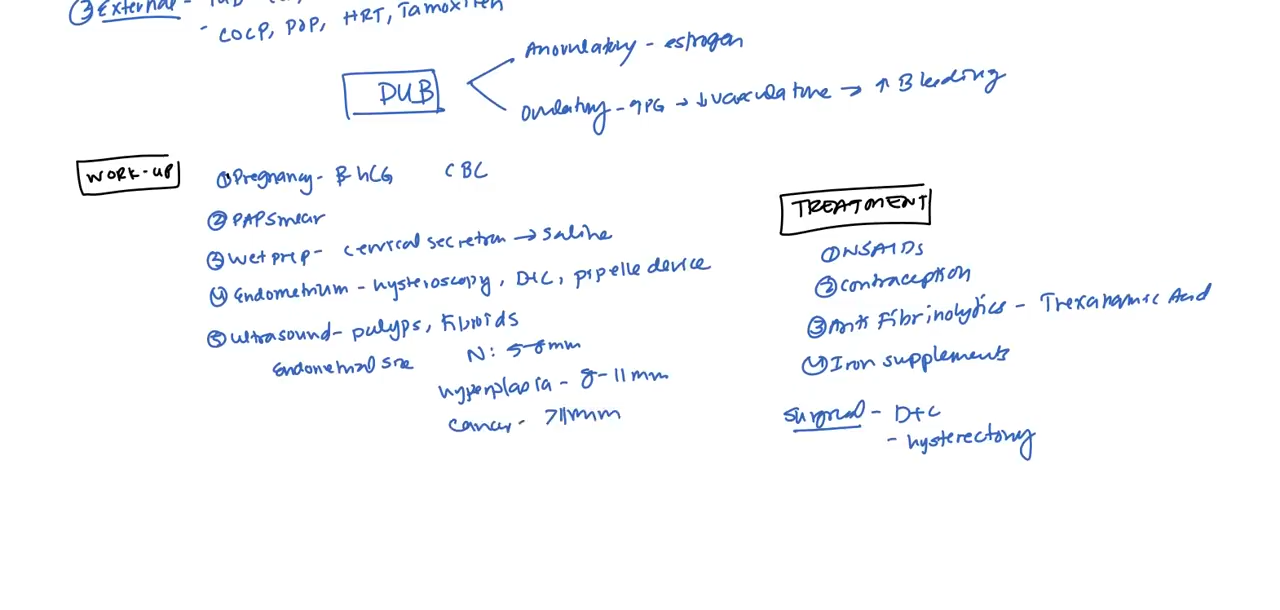 ③ External -
- COCP, POP, HRT, Tamoxifen
DUB
Anovulatory - estrogen
Ovulatory - ↑PG → ↓vasculature → ↑ Bleeding
WORK-UP
① Pregnancy - β hCG CBC
② PAP Smear
③ Wet prep - cervical secretion → saline
④ Endometrium - hysteroscopy, D+C, pipelle device
⑤ Ultrasound - polyps, fibroids
Endometrial size N: 5-8mm
hyperplasia - 8-11mm
Cancer - >11mm
TREATMENT
① NSAIDS
② Contraception
③ Anti Fibrinolytics - Trexanamic Acid
④ Iron supplements
Surgical - D+C
- hysterectomy